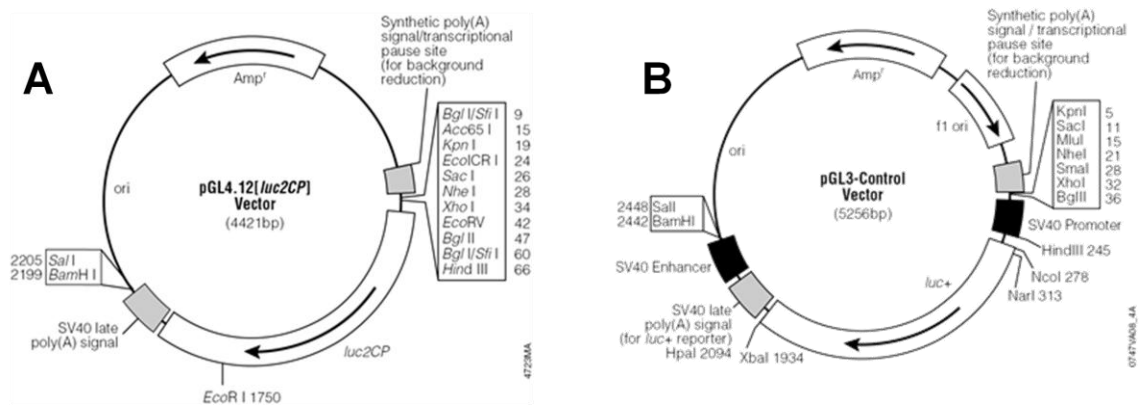 A
Synthetic poly(A)
signal/transcriptional
pause site
(for background
reduction)
Ampr
Bgl I/Sfi I 9
Acc65 I 15
Kpn I 19
EcoICR I 24
Sac I 26
Nhe I 28
Xho I 34
EcoRV 42
Bgl II 47
Bgl I/Sfi I 60
Hind III 66
ori
pGL4.12[luc2CP]
Vector
(4421bp)
2205 Sal I
2199 BamH I
SV40 late
poly(A) signal
luc2CP
EcoR I 1750
4723MA
B
Synthetic poly(A)
signal / transcriptional
pause site
(for background
reduction)
Ampr
f1 ori
KpnI 5
SacI 11
MluI 15
NheI 21
SmaI 28
XhoI 32
BglII 36
ori
pGL3-Control
Vector
(5256bp)
2448 SalI
2442 BamHI
SV40 Promoter
HindIII 245
SV40 Enhancer
luc+
NcoI 278
NarI 313
SV40 late
poly(A) signal
(for luc+ reporter)
HpaI 2094
XbaI 1934
0747VA08_4A